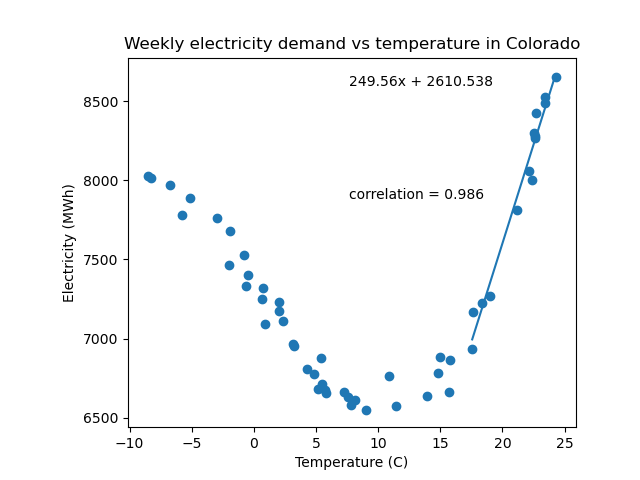 Weekly electricity demand vs temperature in Colorado
249.56x + 2610.538
correlation = 0.986
Electricity (MWh)
8500
8000
7500
7000
6500
−10 −5 0 5 10 15 20 25
Temperature (C)